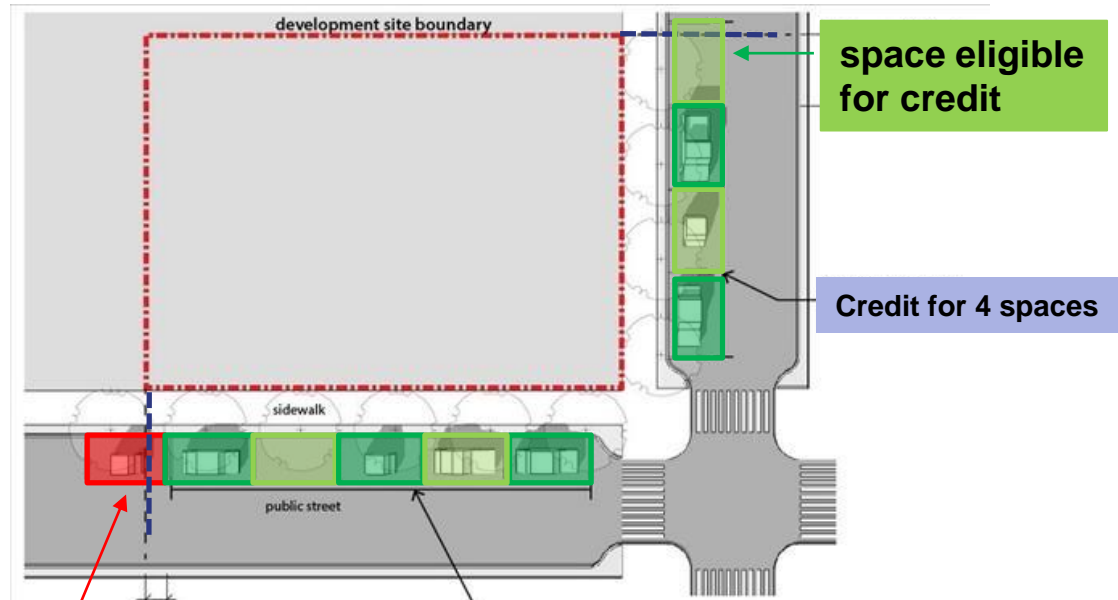 development site boundary
space eligible
for credit
Credit for 4 spaces
sidewalk
public street